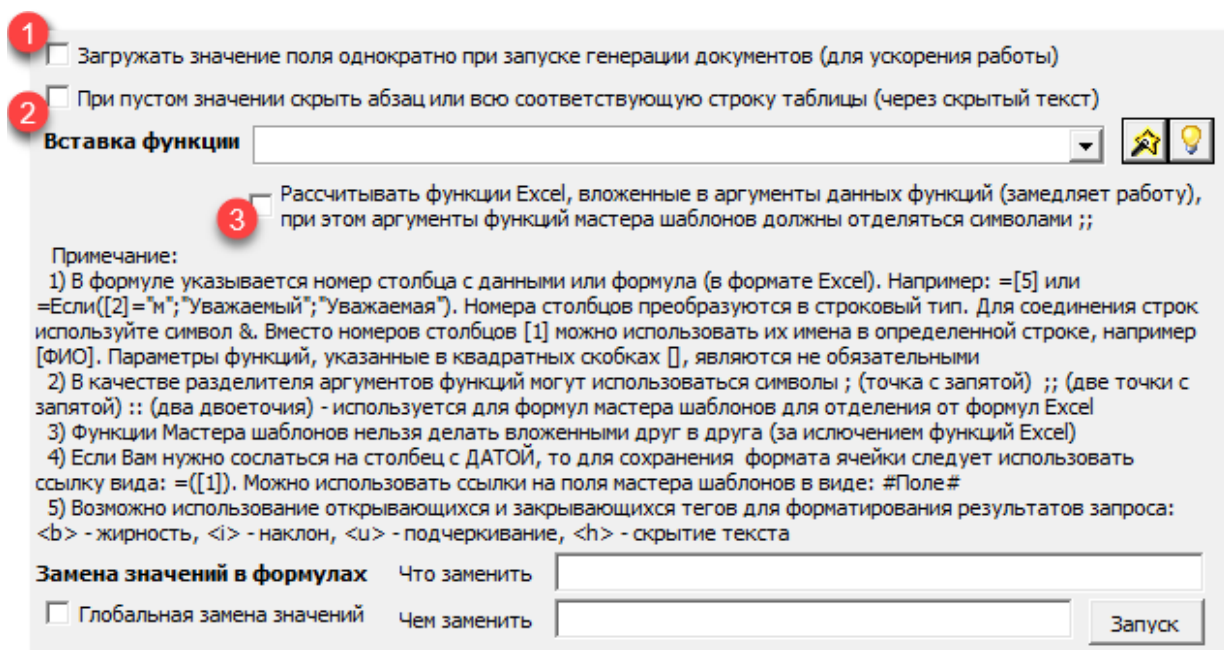 1
Загружать значение поля однократно при запуске генерации документов (для ускорения работы)
При пустом значении скрыть абзац или всю соответствующую строку таблицы (через скрытый текст)
2
Вставка функции
Рассчитывать функции Excel, вложенные в аргументы данных функций (замедляет работу),
при этом аргументы функций мастера шаблонов должны отделяться символами ;;
3
Примечание:
1) В формуле указывается номер столбца с данными или формула (в формате Excel). Например: =[5] или
=Если([2]="м";"Уважаемый";"Уважаемая"). Номера столбцов преобразуются в строковый тип. Для соединения строк
используйте символ &. Вместо номеров столбцов [1] можно использовать их имена в определенной строке, например
[ФИО]. Параметры функций, указанные в квадратных скобках [], являются не обязательными
2) В качестве разделителя аргументов функций могут использоваться символы ; (точка с запятой) ;; (две точки с
запятой) :: (два двоеточия) - используется для формул мастера шаблонов для отделения от формул Excel
3) Функции Мастера шаблонов нельзя делать вложенными друг в друга (за ислючением функций Excel)
4) Если Вам нужно сослаться на столбец с ДАТОЙ, то для сохранения формата ячейки следует использовать
ссылку вида: =([1]). Можно использовать ссылки на поля мастера шаблонов в виде: #Поле#
5) Возможно использование открывающихся и закрывающихся тегов для форматирования результатов запроса:
<b> - жирность, <i> - наклон, <u> - подчеркивание, <h> - скрытие текста
Замена значений в формулах Что заменить
Глобальная замена значений Чем заменить Запуск